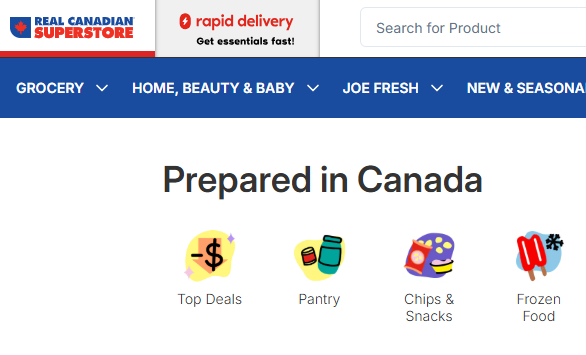 REAL CANADIAN
SUPERSTORE
rapid delivery
Get essentials fast!
Search for Product
GROCERY
HOME, BEAUTY & BABY
JOE FRESH
NEW & SEASONA
Prepared in Canada
-$
Top Deals
Pantry
Chips &
Snacks
Frozen
Food